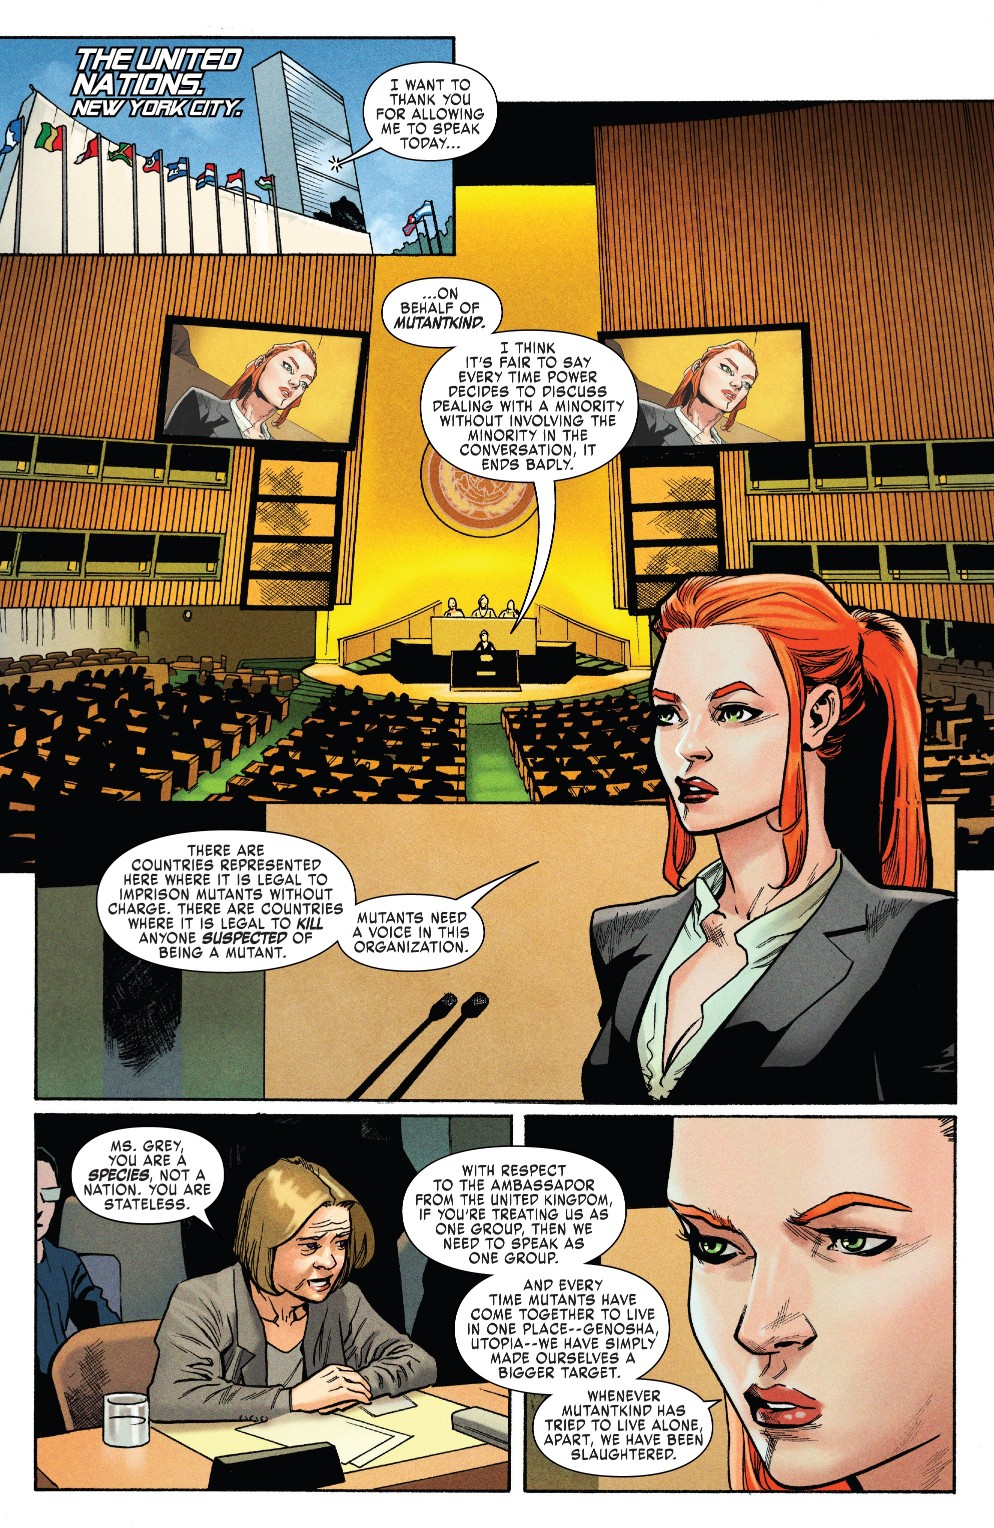 THE UNITED
NATIONS.
NEW YORK CITY.
I WANT TO
THANK YOU
FOR ALLOWING
ME TO SPEAK
TODAY...
...ON
BEHALF OF
MUTANTKIND.
I THINK
IT'S FAIR TO SAY
EVERY TIME POWER
DECIDES TO DISCUSS
DEALING WITH A MINORITY
WITHOUT INVOLVING THE
MINORITY IN THE
CONVERSATION, IT
ENDS BADLY.
THERE ARE
COUNTRIES REPRESENTED
HERE WHERE IT IS LEGAL TO
IMPRISON MUTANTS WITHOUT
CHARGE. THERE ARE COUNTRIES
WHERE IT IS LEGAL TO KILL
ANYONE SUSPECTED OF
BEING A MUTANT.
MUTANTS NEED
A VOICE IN THIS
ORGANIZATION.
MS. GREY,
YOU ARE A
SPECIES, NOT A
NATION. YOU ARE
STATELESS.
WITH RESPECT
TO THE AMBASSADOR
FROM THE UNITED KINGDOM,
IF YOU'RE TREATING US AS
ONE GROUP, THEN WE
NEED TO SPEAK AS
ONE GROUP.
AND EVERY
TIME MUTANTS HAVE
COME TOGETHER TO LIVE
IN ONE PLACE--GENOSHA,
UTOPIA--WE HAVE SIMPLY
MADE OURSELVES A
BIGGER TARGET.
WHENEVER
MUTANTKIND HAS
TRIED TO LIVE ALONE,
APART, WE HAVE BEEN
SLAUGHTERED.